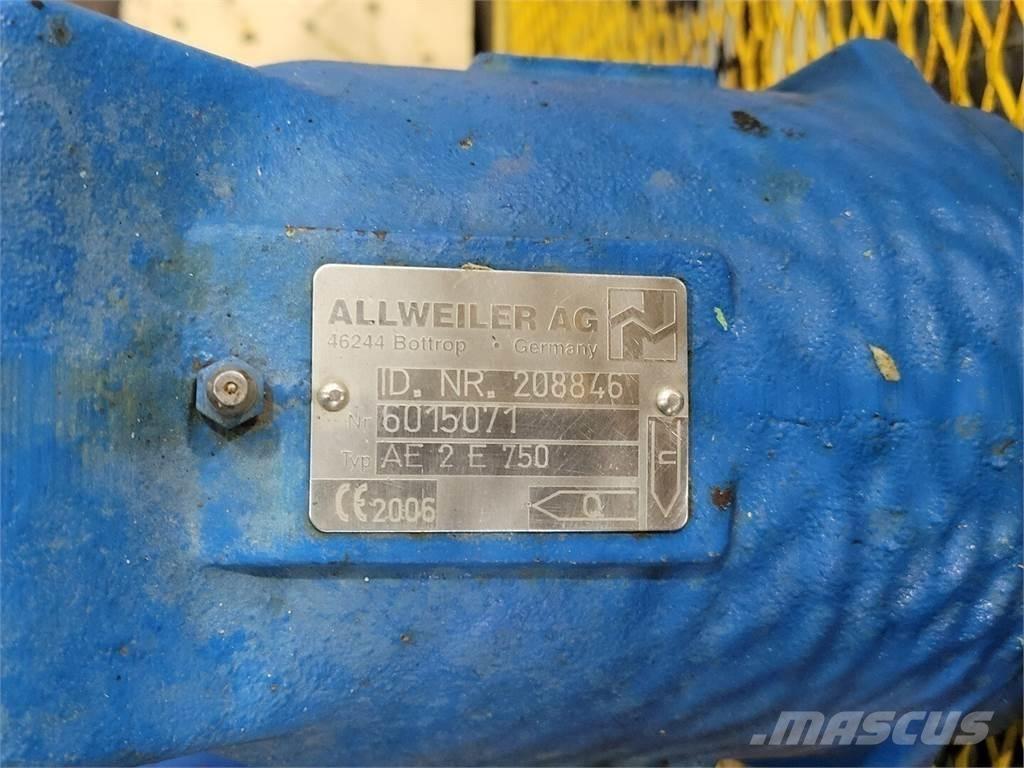 ALLWEILER AG
46244 Bottrop · Germany
ID. NR. 208846
Nr 6015071
Typ AE 2 E 750
CE 2006
Q
n
MASCUS